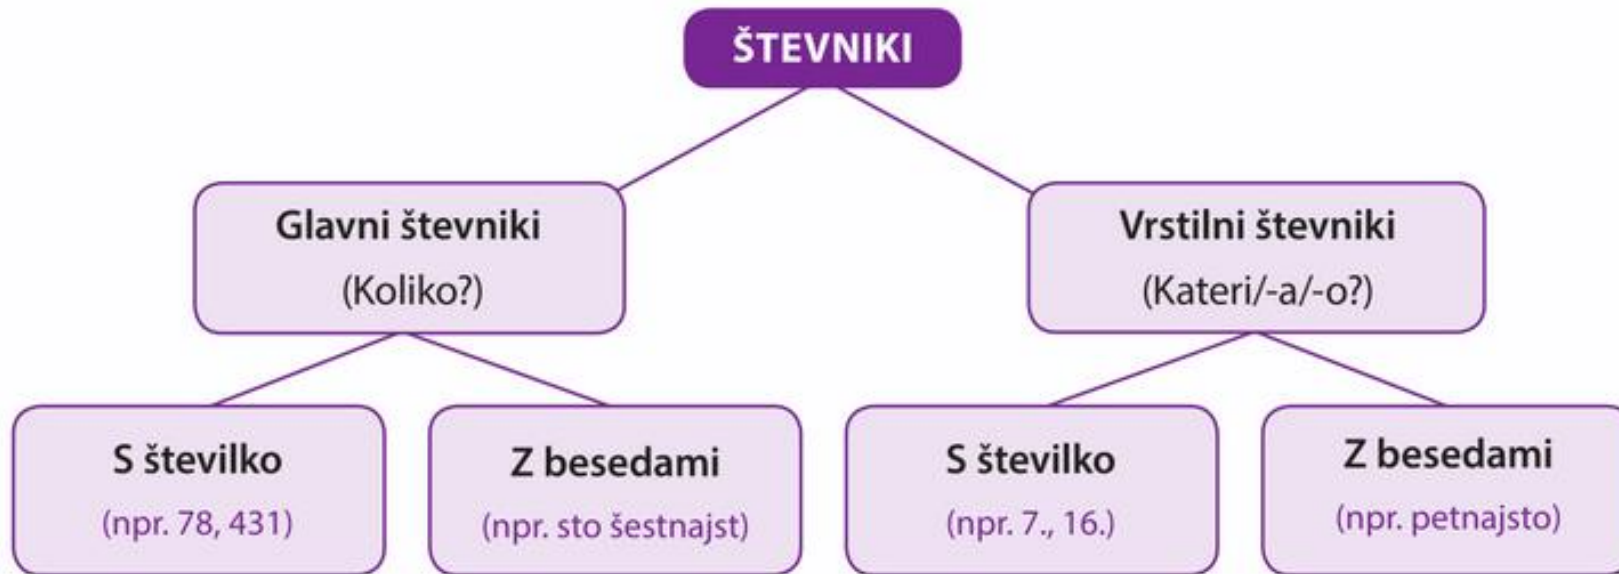 ŠTEVNIKI
Glavni števniki
(Koliko?)
Vrstilni števniki
(Kateri/-a/-o?)
S številko
(npr. 78, 431)
Z besedami
(npr. sto šestnajst)
S številko
(npr. 7., 16.)
Z besedami
(npr. petnajsto)